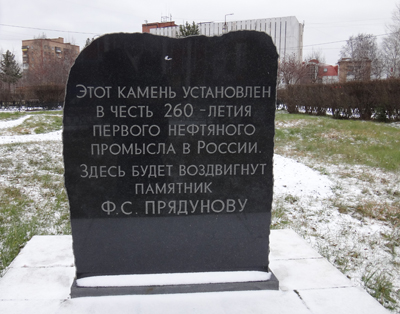 Этот камень установлен
в честь 260-летия
первого нефтяного
промысла в России.
Здесь будет воздвигнут
памятник
Ф.С. Прядунову